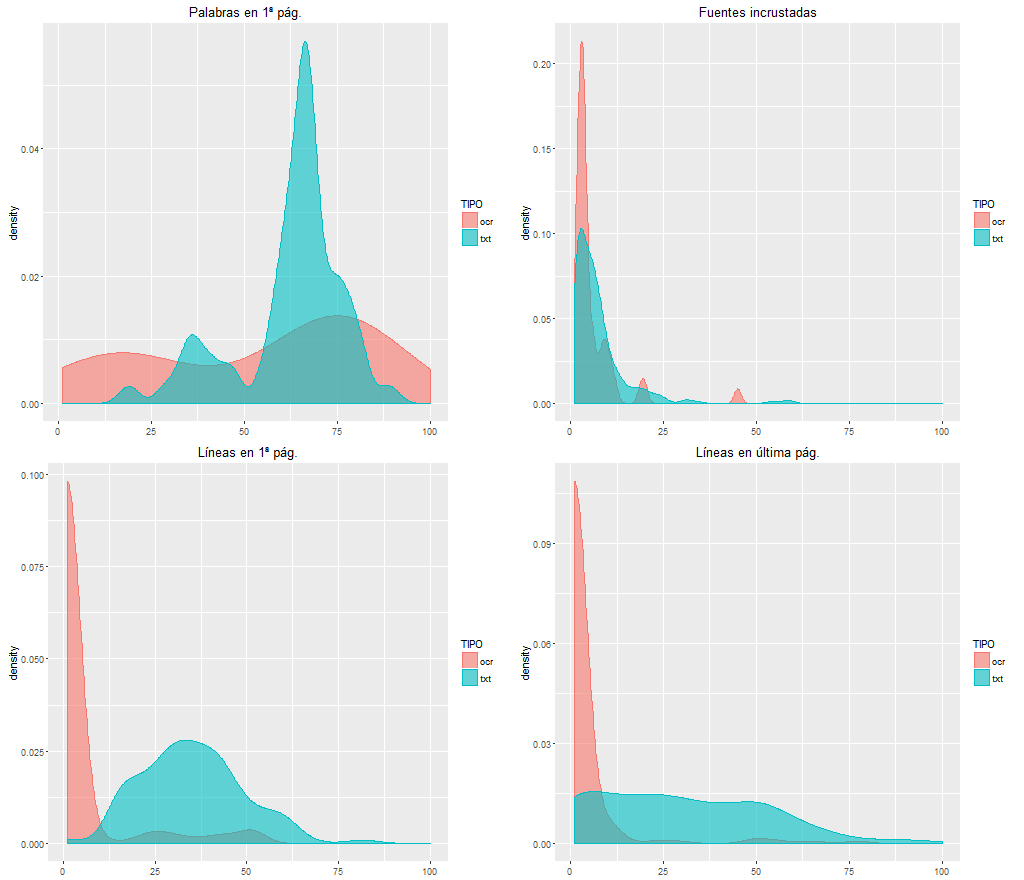 Palabras en 1ª pág.
density
0.04
0.02
0.00
0
25
50
75
100
TIPO
ocr
txt
Fuentes incrustadas
density
0.20
0.15
0.10
0.05
0.00
0
25
50
75
100
TIPO
ocr
txt
Líneas en 1ª pág.
density
0.100
0.075
0.050
0.025
0.000
0
25
50
75
100
TIPO
ocr
txt
Líneas en última pág.
density
0.09
0.06
0.03
0.00
0
25
50
75
100
TIPO
ocr
txt